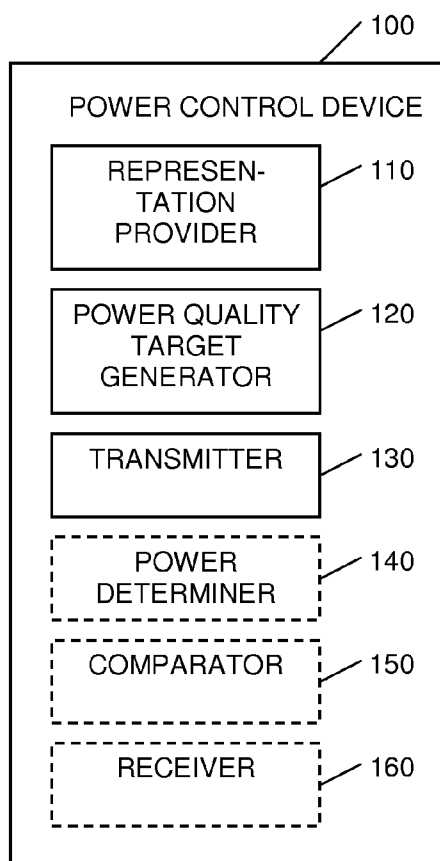 100
POWER CONTROL DEVICE
REPRESEN-
TATION
PROVIDER
110
POWER QUALITY
TARGET
GENERATOR
120
TRANSMITTER
130
POWER
DETERMINER
140
COMPARATOR
150
RECEIVER
160